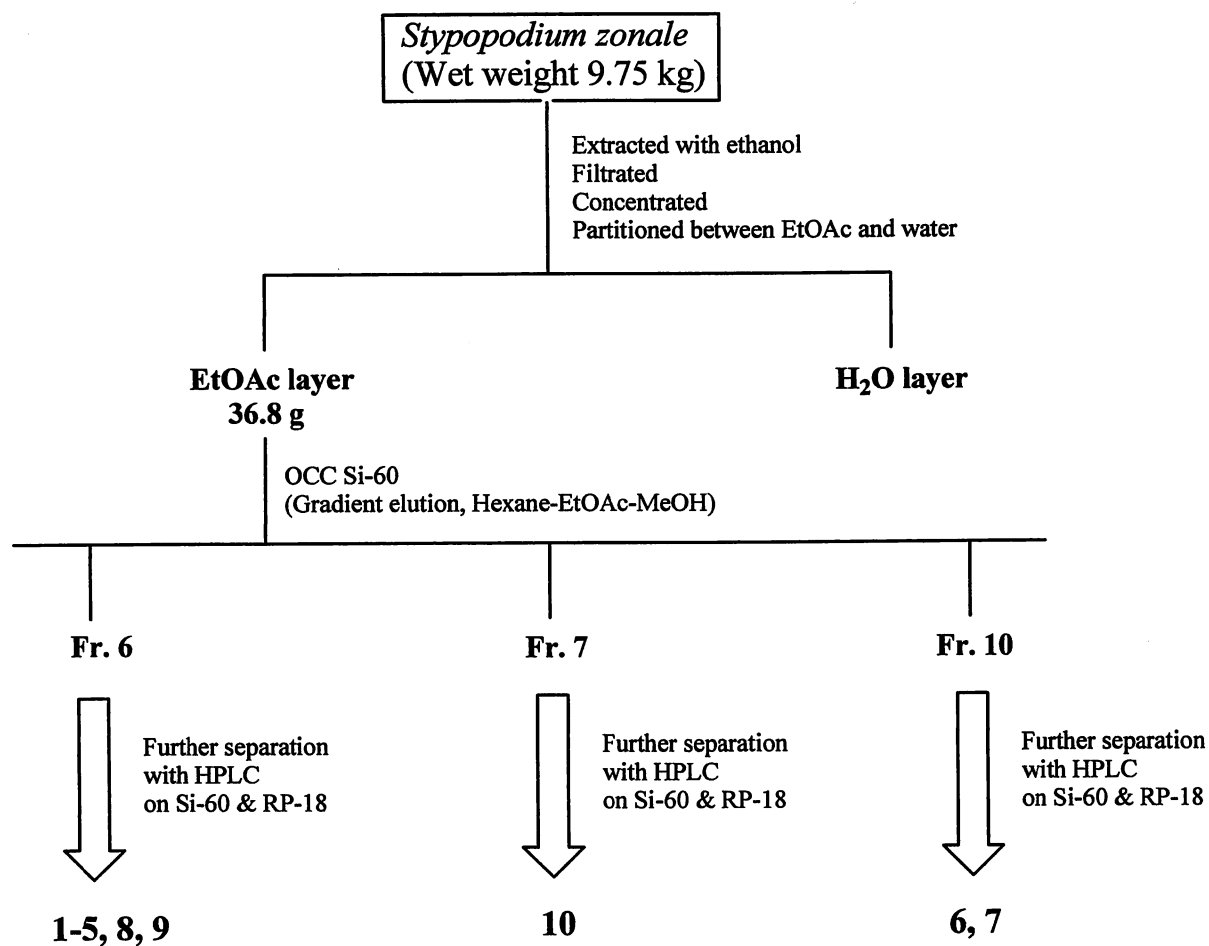 Stypopodium zonale
(Wet weight 9.75 kg)
Extracted with ethanol
Filtrated
Concentrated
Partitioned between EtOAc and water
EtOAc layer
36.8 g
H₂O layer
OCC Si-60
(Gradient elution, Hexane-EtOAc-MeOH)
Fr. 6
Fr. 7
Fr. 10
Further separation
with HPLC
on Si-60 & RP-18
Further separation
with HPLC
on Si-60 & RP-18
Further separation
with HPLC
on Si-60 & RP-18
1-5, 8, 9
10
6, 7